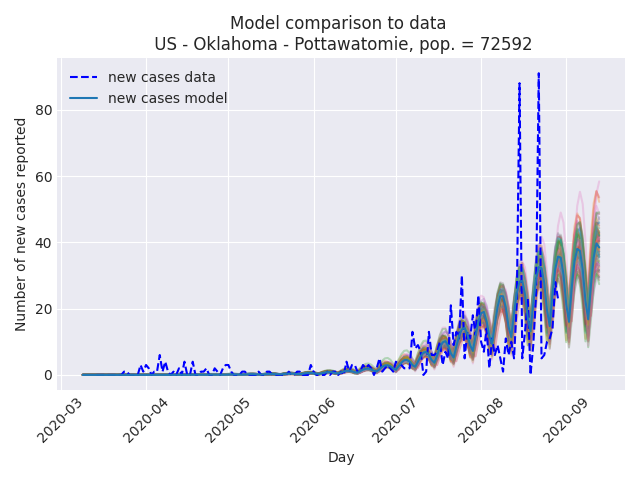 Model comparison to data
US - Oklahoma - Pottawatomie, pop. = 72592
new cases data
new cases model
Number of new cases reported
80
60
40
20
0
2020-03
2020-04
2020-05
2020-06
2020-07
2020-08
2020-09
Day